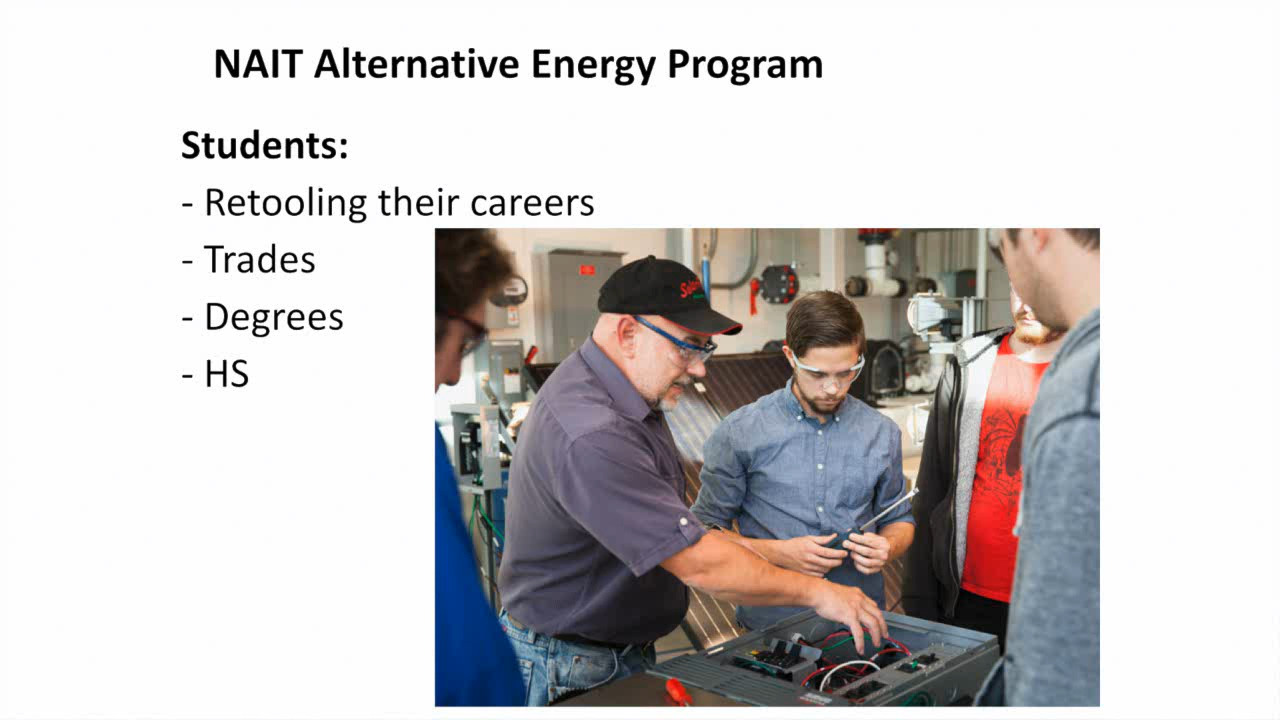 NAIT Alternative Energy Program
Students:
- Retooling their careers
- Trades
- Degrees
- HS